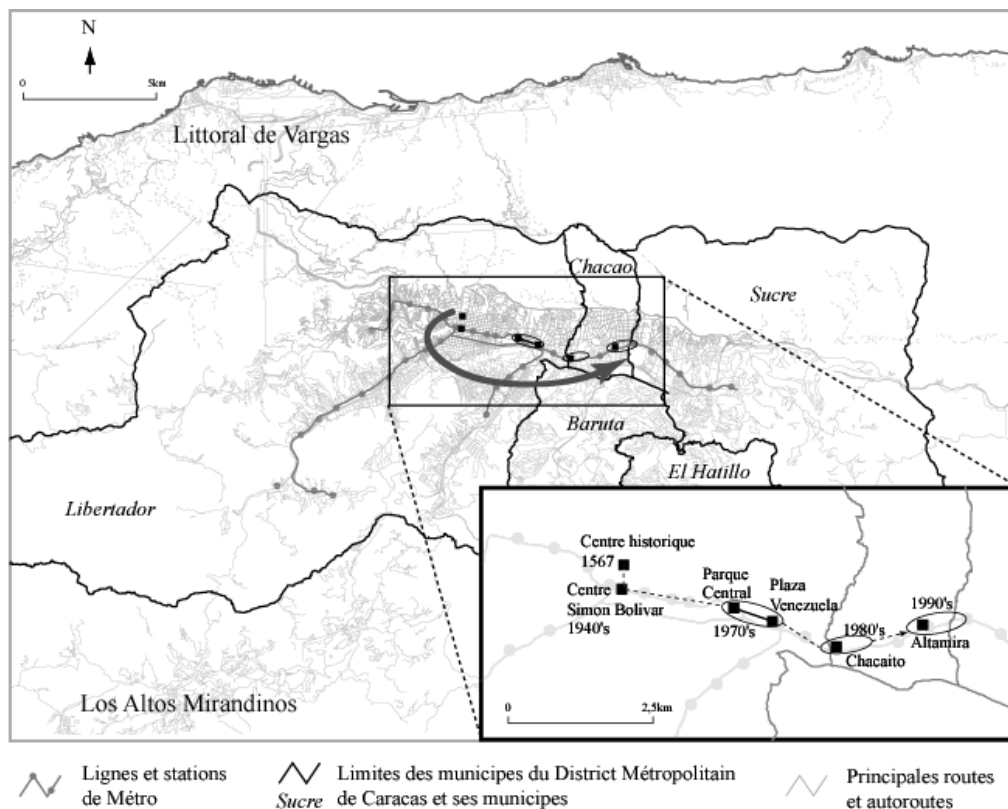 N
0
5km
Littoral de Vargas
Chacao
Sucre
Baruta
El Hatillo
Libertador
Los Altos Mirandinos
Centre historique
1567
Centre
Simon Bolivar
1940's
Parque
Central
1970's
Plaza
Venezuela
1980's
Chacaito
1990's
Altamira
0
2,5km
Lignes et stations
de Métro
Sucre
Limites des municipes du District Métropolitain
de Caracas et ses municipes
Principales routes
et autoroutes